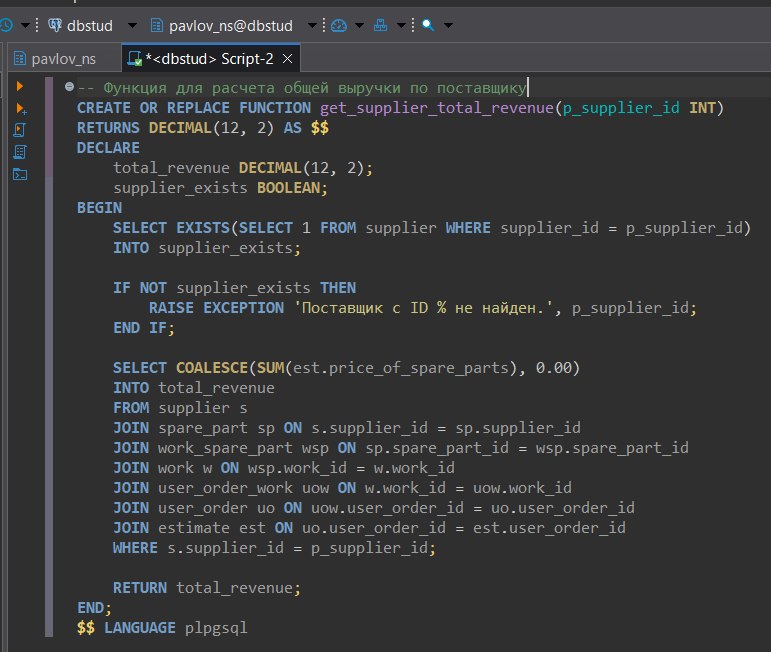 dbstud pavlov_ns@dbstud
pavlov_ns *<dbstud> Script-2
-- Функция для расчета общей выручки по поставщику
CREATE OR REPLACE FUNCTION get_supplier_total_revenue(p_supplier_id INT)
RETURNS DECIMAL(12, 2) AS $$
DECLARE
    total_revenue DECIMAL(12, 2);
    supplier_exists BOOLEAN;
BEGIN
    SELECT EXISTS(SELECT 1 FROM supplier WHERE supplier_id = p_supplier_id)
    INTO supplier_exists;

    IF NOT supplier_exists THEN
        RAISE EXCEPTION 'Поставщик с ID % не найден.', p_supplier_id;
    END IF;

    SELECT COALESCE(SUM(est.price_of_spare_parts), 0.00)
    INTO total_revenue
    FROM supplier s
    JOIN spare_part sp ON s.supplier_id = sp.supplier_id
    JOIN work_spare_part wsp ON sp.spare_part_id = wsp.spare_part_id
    JOIN work w ON wsp.work_id = w.work_id
    JOIN user_order_work uow ON w.work_id = uow.work_id
    JOIN user_order uo ON uow.user_order_id = uo.user_order_id
    JOIN estimate est ON uo.user_order_id = est.user_order_id
    WHERE s.supplier_id = p_supplier_id;

    RETURN total_revenue;
END;
$$ LANGUAGE plpgsql